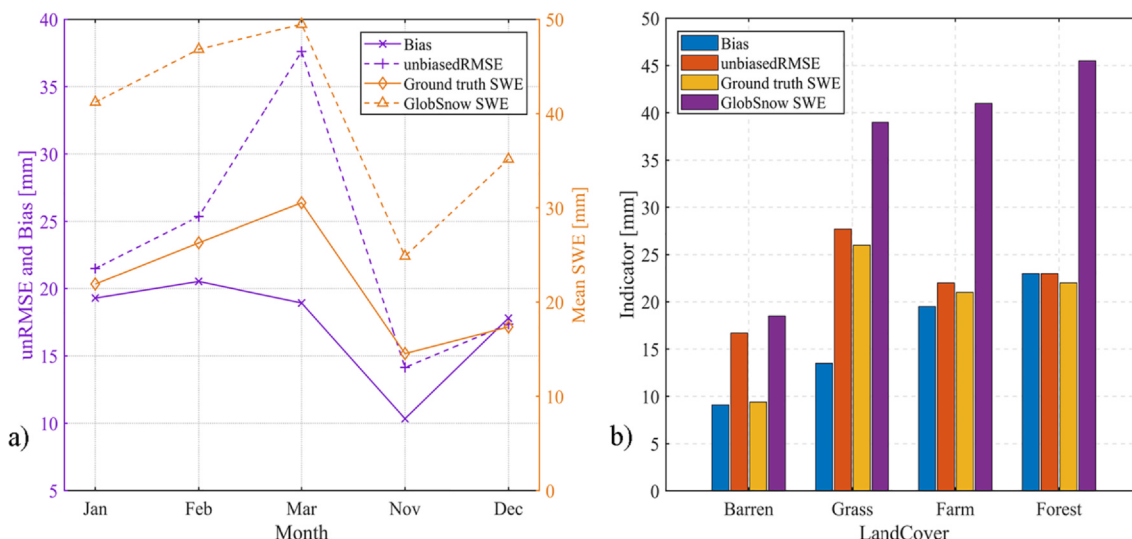 40
35
30
25
20
15
10
5
unRMSE and Bias [mm]
50
40
30
20
10
0
Mean SWE [mm]
Bias
unbiasedRMSE
Ground truth SWE
GlobSnow SWE
a)
Jan Feb Mar Nov Dec
Month
50
45
40
35
30
25
20
15
10
5
0
Indicator [mm]
Bias
unbiasedRMSE
Ground truth SWE
GlobSnow SWE
b)
Barren Grass Farm Forest
LandCover